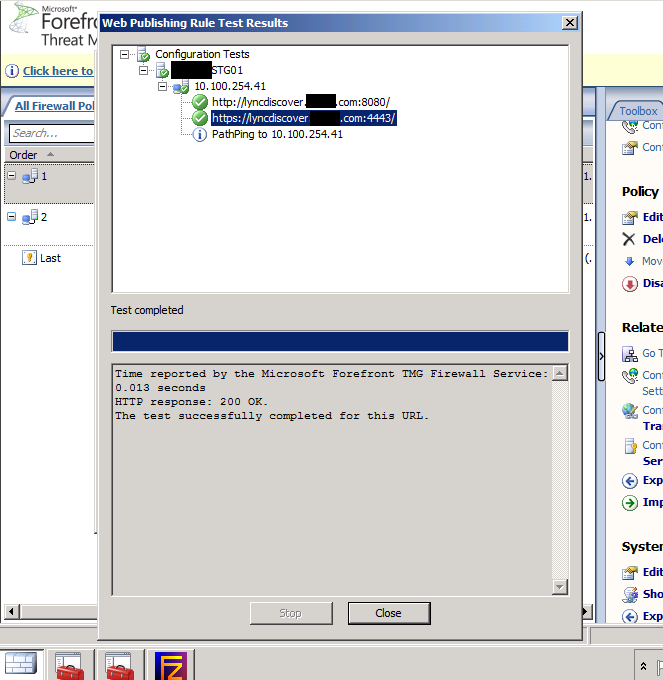 Microsoft®
Forefront
Threat M
Web Publishing Rule Test Results
Click here to
All Firewall Pol
Search...
Order
1
2
Last
Configuration Tests
STG01
10.100.254.41
http://lyncdiscover. .com:8080/
https://lyncdiscover. .com:4443/
PathPing to 10.100.254.41
Test completed
Time reported by the Microsoft Forefront TMG Firewall Service:
0.013 seconds
HTTP response: 200 OK.
The test successfully completed for this URL.
Stop
Close
1.
1.
(.
Toolbox
Conf
Conf
Policy
Edit
Dele
Mov
Disa
Relate
Go T
Conf
Sett
Conf
Tra
Conf
Ser
Exp
Imp
System
Edit
Sho
Exp
FZ